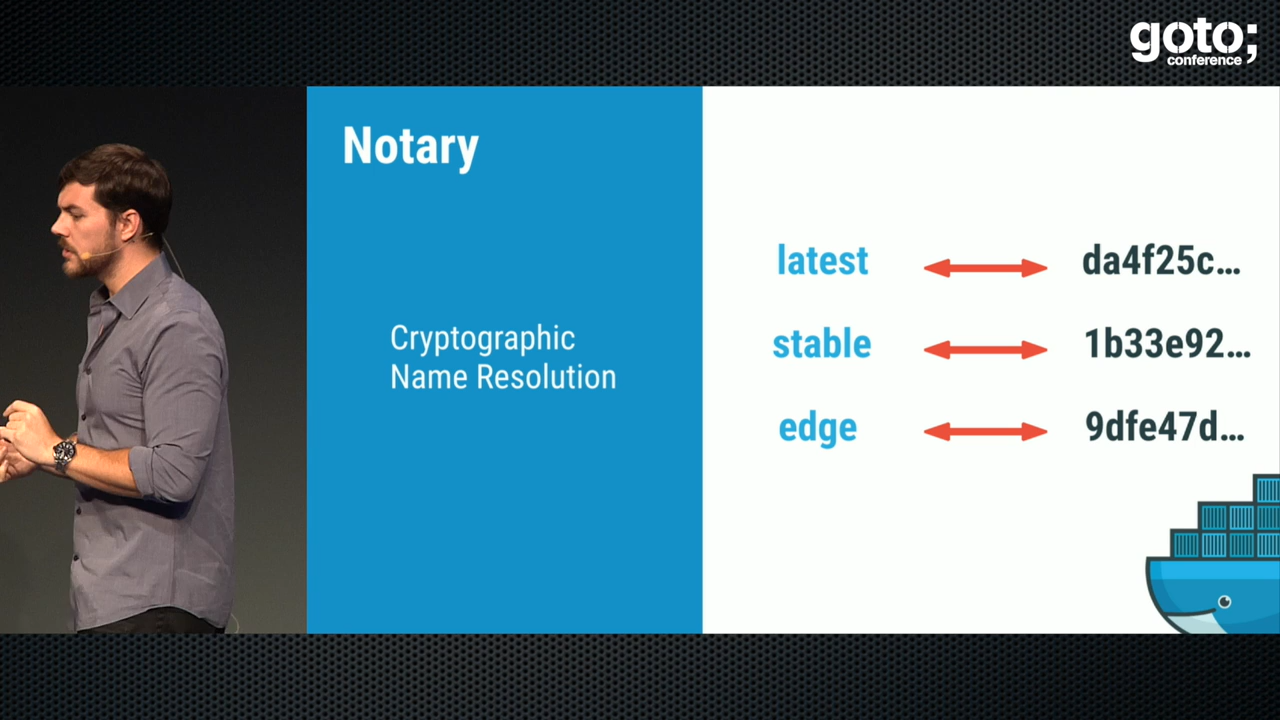 goto;
conference
Notary
Cryptographic
Name Resolution
latest da4f25c...
stable 1b33e92...
edge 9dfe47d...